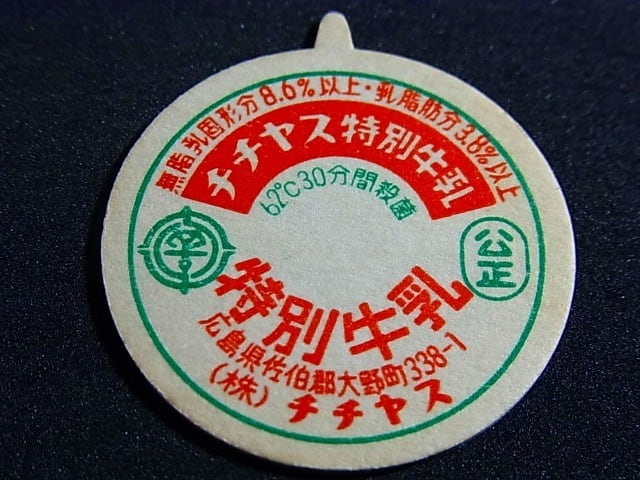 無脂乳固形分8.6%以上・乳脂肪分3.8%以上
チチヤス特別牛乳
62℃30分間殺菌
公正
特別牛乳
広島県佐伯郡大野町338-1
(株)チチヤス